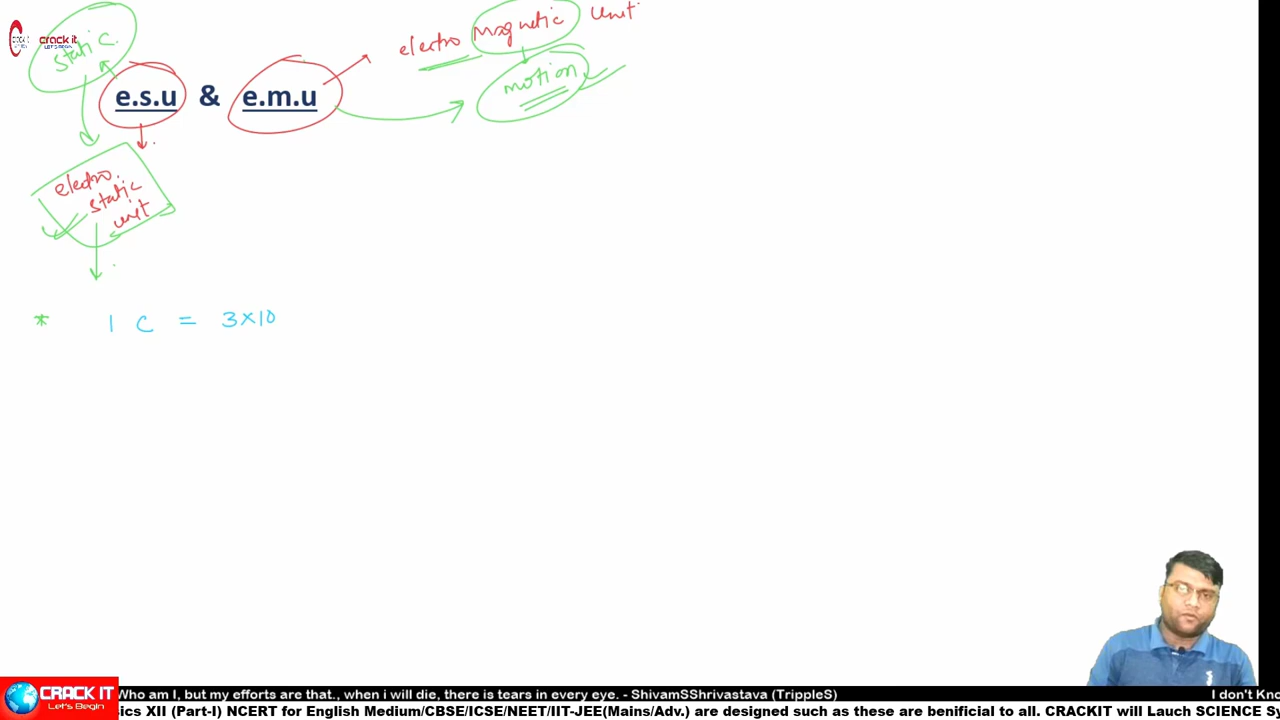 crack it
LET'S BEGIN
static
electro magnetic unit
e.s.u & e.m.u
motion
electro.
static
unit
* 1 C = 3×10
CRACK IT
Let's Begin
Who am I, but my efforts are that., when i will die, there is tears in every eye. - ShivamSShrivastava (TrippleS)
I don't Kno
sics XII (Part-I) NCERT for English Medium/CBSE/ICSE/NEET/IIT-JEE(Mains/Adv.) are designed such as these are benificial to all. CRACKIT will Lauch SCIENCE Sy